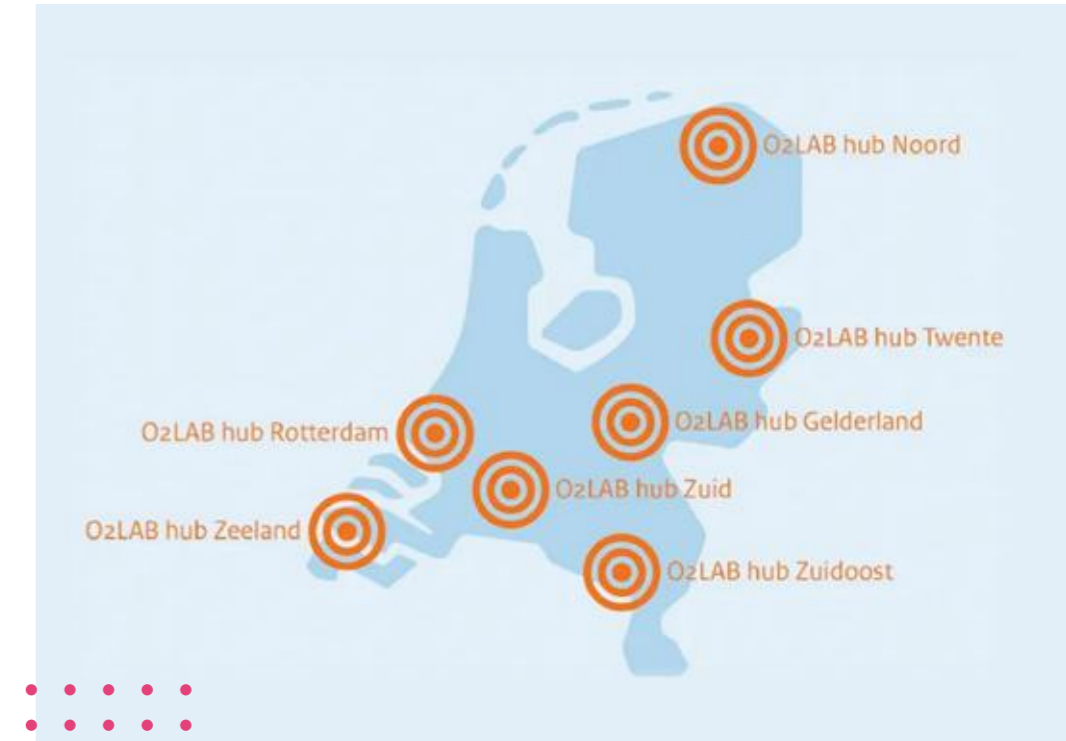 O2LAB hub Noord
O2LAB hub Twente
O2LAB hub Gelderland
O2LAB hub Rotterdam
O2LAB hub Zuid
O2LAB hub Zeeland
O2LAB hub Zuidoost